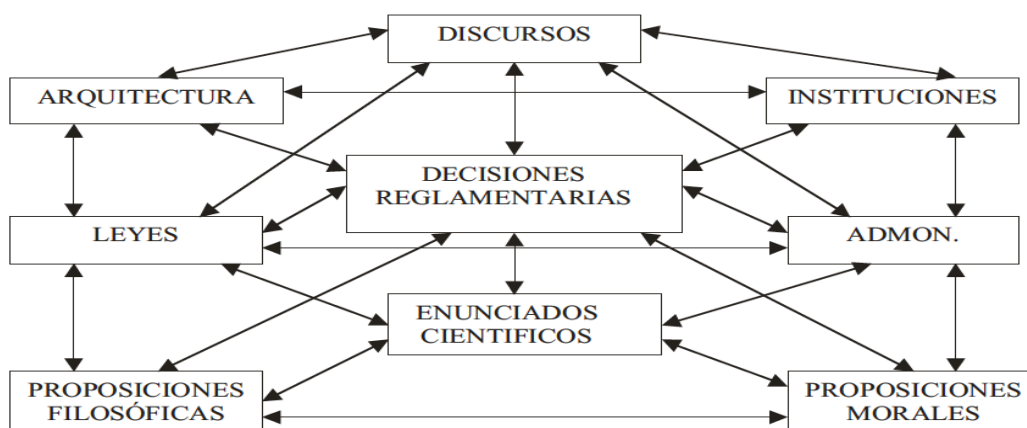 DISCURSOS
ARQUITECTURA
INSTITUCIONES
DECISIONES
REGLAMENTARIAS
LEYES
ADMON.
ENUNCIADOS
CIENTIFICOS
PROPOSICIONES
FILOSÓFICAS
PROPOSICIONES
MORALES